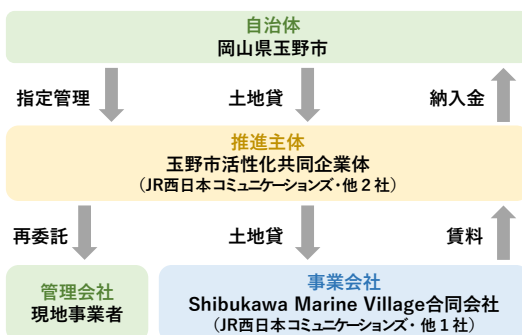 自治体
岡山県玉野市
指定管理
土地貸
納入金
推進主体
玉野市活性化共同企業体
（JR西日本コミュニケーションズ・他２社）
再委託
土地貸
賃料
管理会社
現地事業者
事業会社
Shibukawa Marine Village合同会社
（JR西日本コミュニケーションズ・ 他１社）